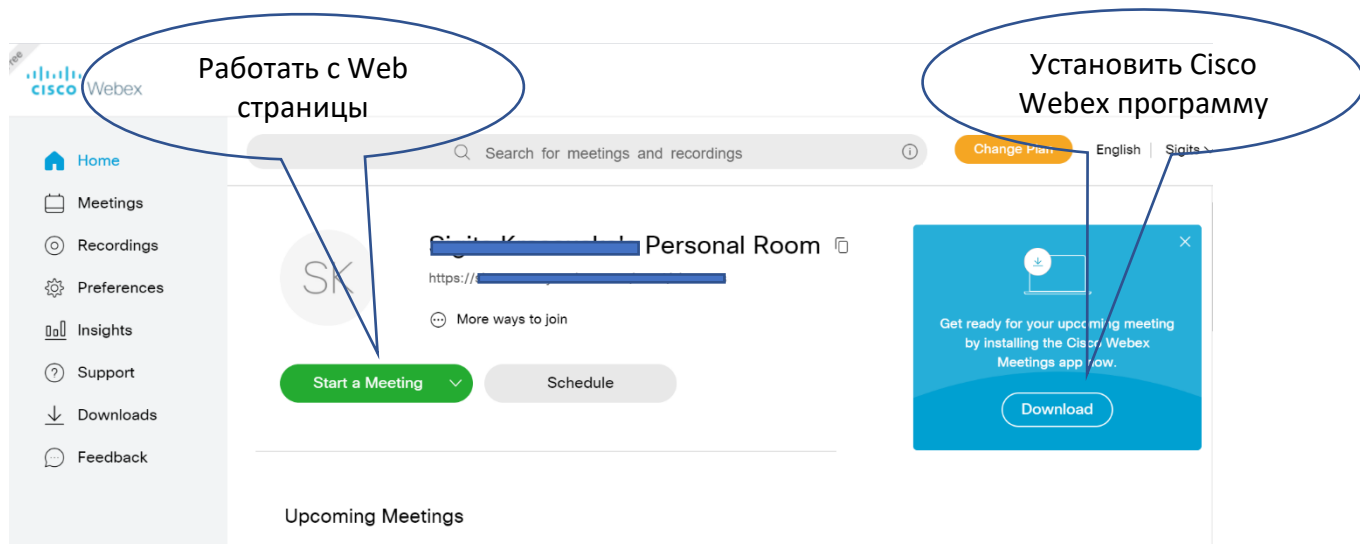 Работать с Web
страницы
Установить Cisco
Webex программу
cisco Webex
Home
Meetings
Recordings
Preferences
Insights
Support
Downloads
Feedback
Search for meetings and recordings
Change Plan
English
Sigits
SK
Personal Room
https://
More ways to join
Start a Meeting
Schedule
Get ready for your upcoming meeting
by installing the Cisco Webex
Meetings app now.
Download
Upcoming Meetings